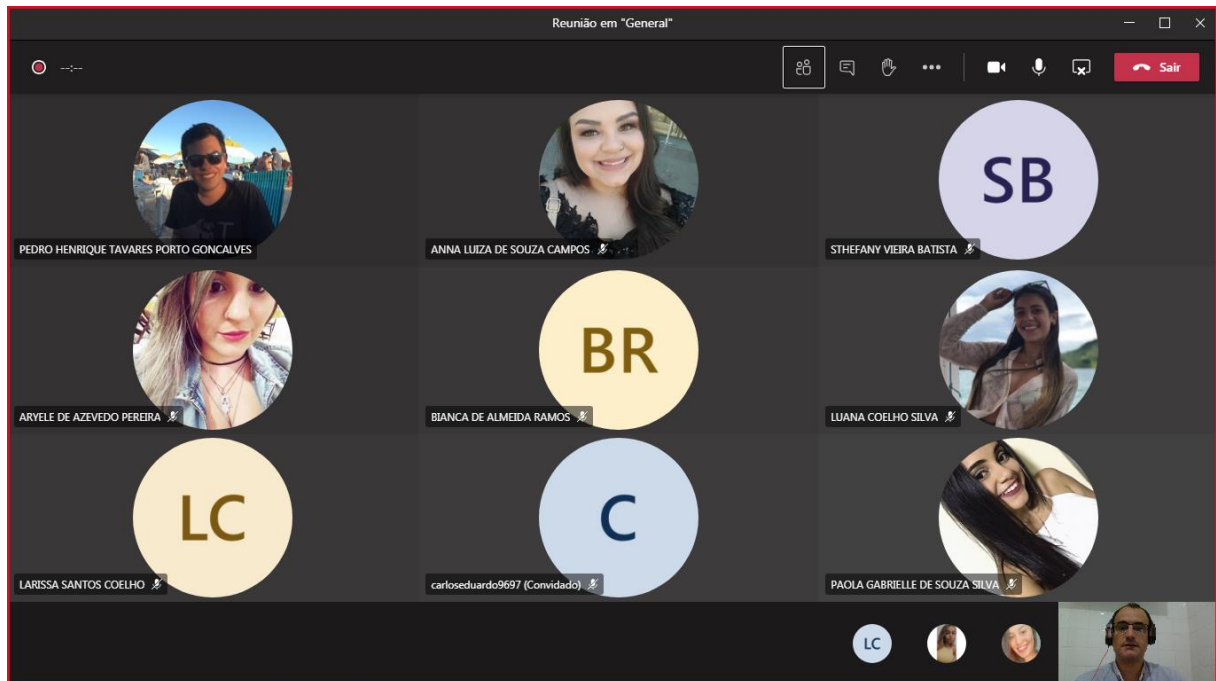 Reunião em "General"
--:--
Sair
PEDRO HENRIQUE TAVARES PORTO GONCALVES
ANNA LUIZA DE SOUZA CAMPOS
SB
STHEFANY VIEIRA BATISTA
ARYELE DE AZEVEDO PEREIRA
BR
BIANCA DE ALMEIDA RAMOS
LUANA COELHO SILVA
LC
LARISSA SANTOS COELHO
C
carloseduardo9697 (Convidado)
PAOLA GABRIELLE DE SOUZA SILVA
LC